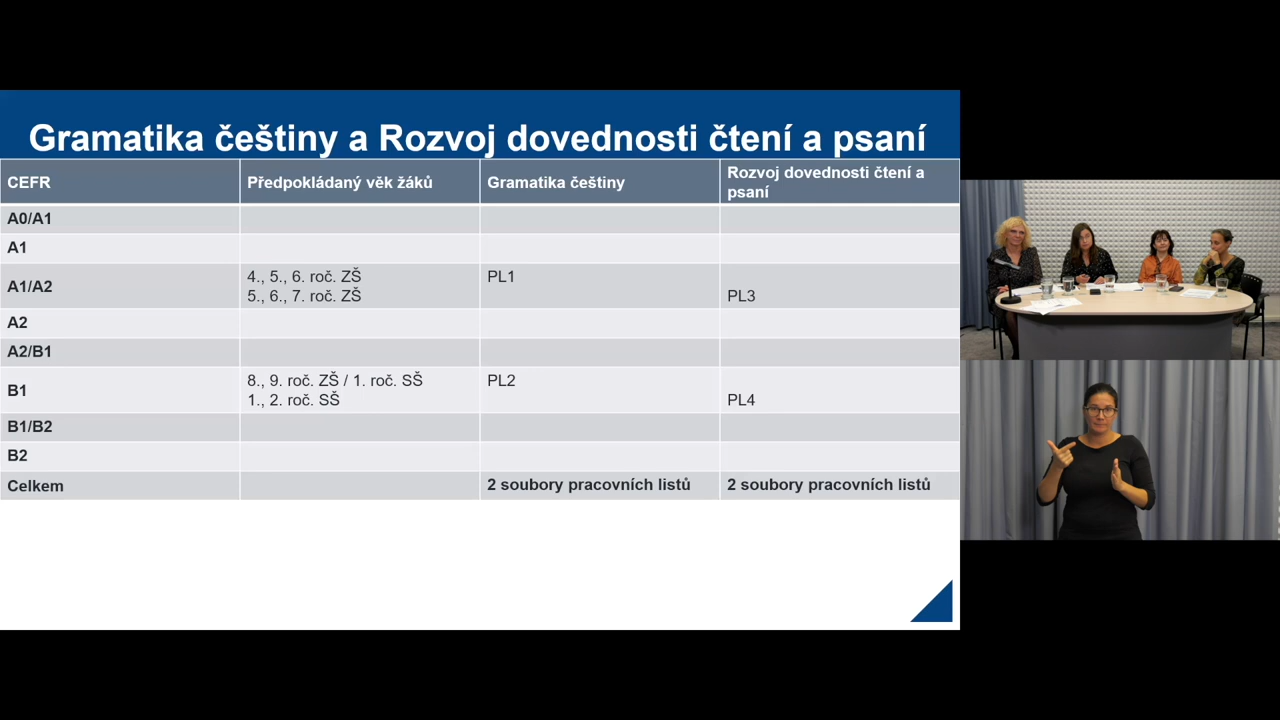 Gramatika češtiny a Rozvoj dovednosti čtení a psaní
CEFR
Předpokládaný věk žáků
Gramatika češtiny
Rozvoj dovednosti čtení a
psaní
A0/A1
A1
A1/A2
4., 5., 6. roč. ZŠ
5., 6., 7. roč. ZŠ
PL1
PL3
A2
A2/B1
B1
8., 9. roč. ZŠ / 1. roč. SŠ
1., 2. roč. SŠ
PL2
PL4
B1/B2
B2
Celkem
2 soubory pracovních listů
2 soubory pracovních listů